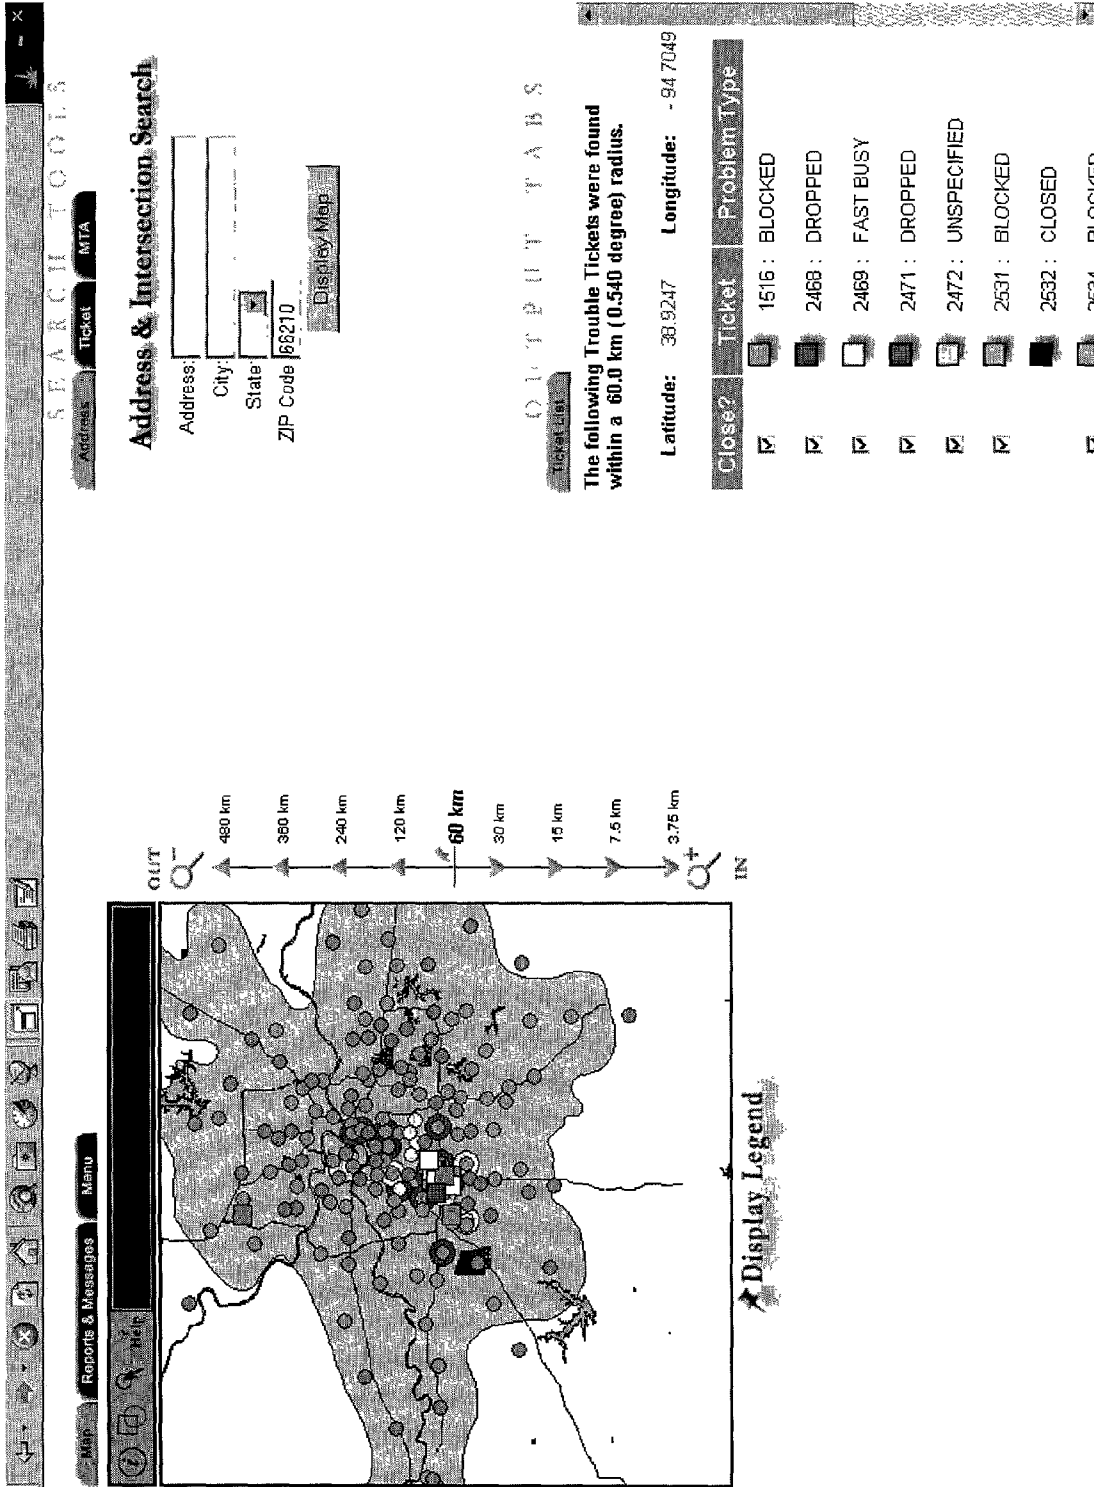 Map
Reports & Messages
Menu
Help
OUT
480 km
360 km
240 km
120 km
60 km
30 km
15 km
7.5 km
3.75 km
IN
Display Legend
SEARCH TOOLS
Address
Ticket
MTA
Address & Intersection Search
Address:
City:
State
ZIP Code 66210
Display Map
OUTPUT TABS
Ticket List
The following Trouble Tickets were found
within a 60.0 km (0.540 degree) radius.
Latitude: 38.9247 Longitude: -94.7049
Close? Ticket Problem Type
1516 : BLOCKED
2468 : DROPPED
2469 : FAST BUSY
2471 : DROPPED
2472 : UNSPECIFIED
2531 : BLOCKED
2532 : CLOSED
2534 : BLOCKED